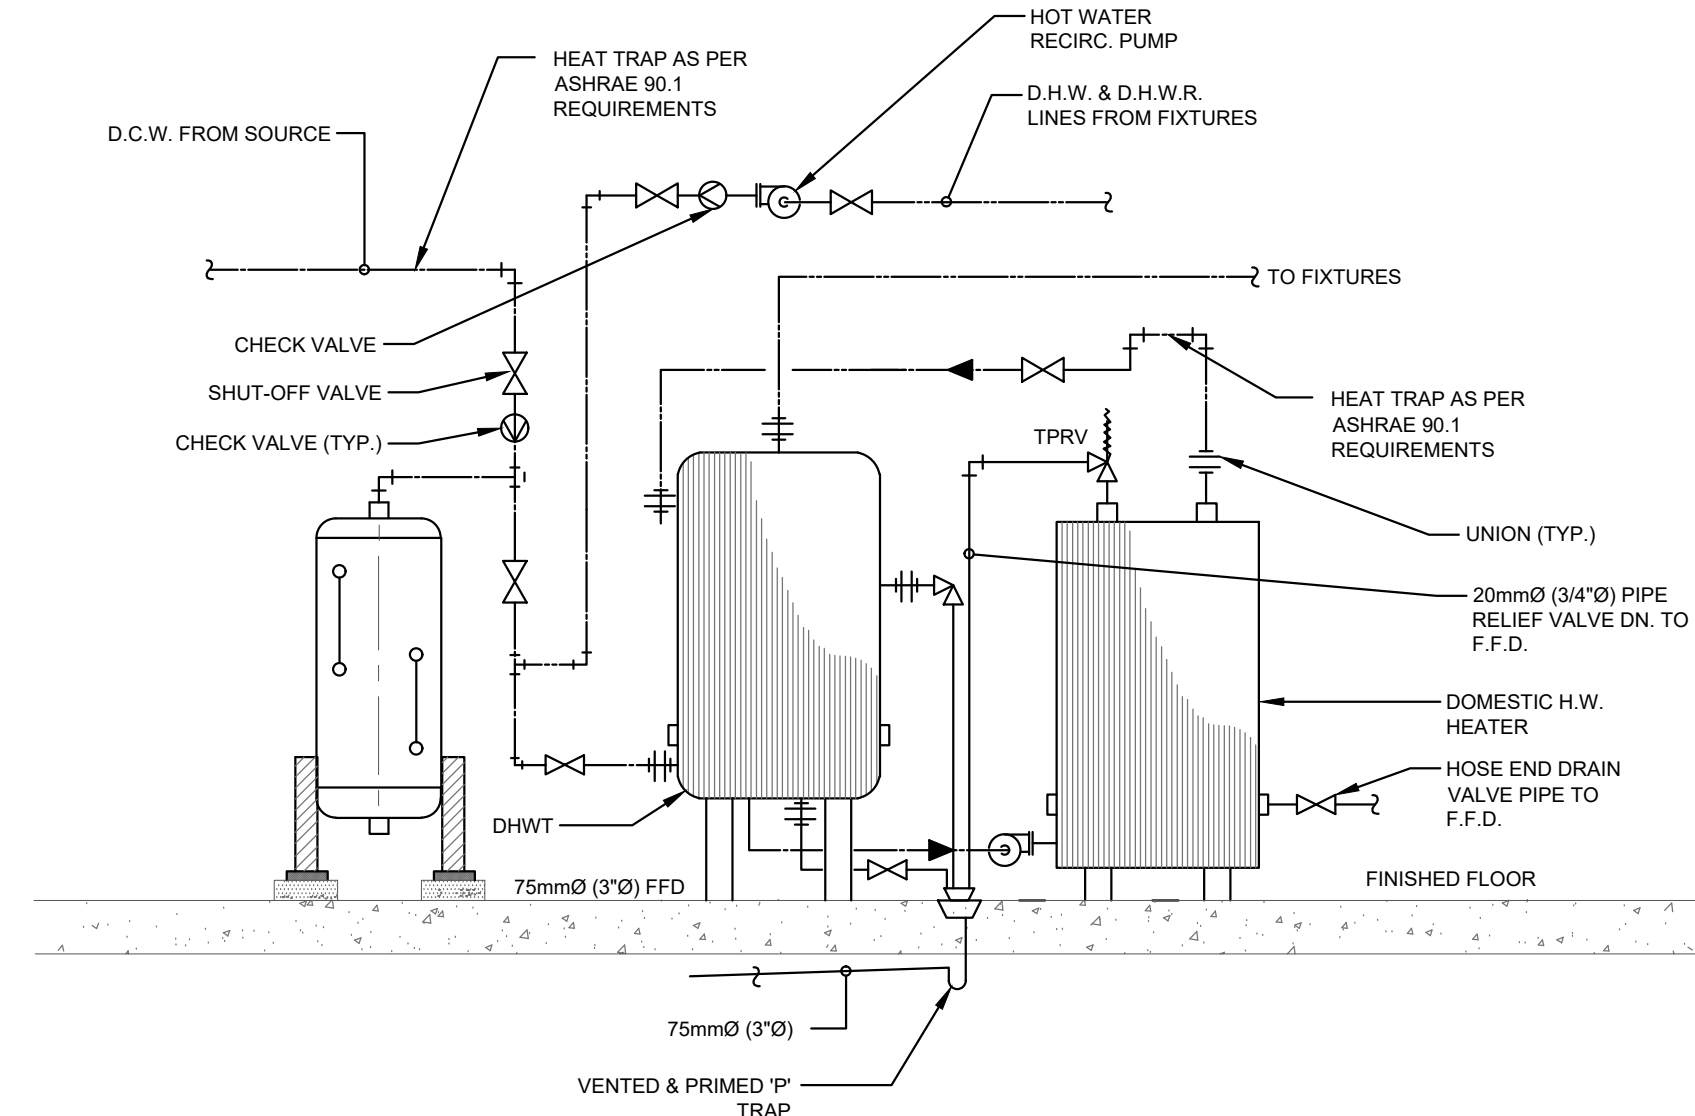 HOT WATER
RECIRC. PUMP
HEAT TRAP AS PER
ASHRAE 90.1
REQUIREMENTS
D.H.W. & D.H.W.R.
LINES FROM FIXTURES
D.C.W. FROM SOURCE
TO FIXTURES
CHECK VALVE
SHUT-OFF VALVE
CHECK VALVE (TYP.)
HEAT TRAP AS PER
ASHRAE 90.1
REQUIREMENTS
TPRV
UNION (TYP.)
20mmØ (3/4"Ø) PIPE
RELIEF VALVE DN. TO
F.F.D.
DOMESTIC H.W.
HEATER
HOSE END DRAIN
VALVE PIPE TO
F.F.D.
DHWT
75mmØ (3"Ø) FFD
FINISHED FLOOR
75mmØ (3"Ø)
VENTED & PRIMED 'P'
TRAP